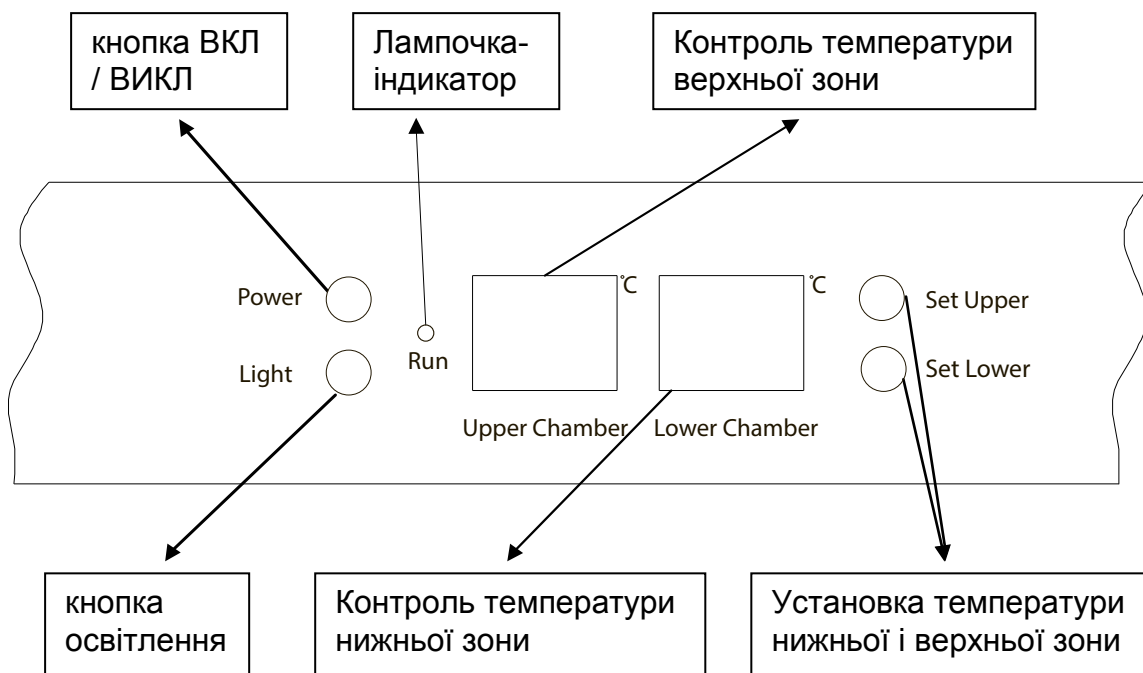 кнопка ВКЛ
/ ВИКЛ
Лампочка-
індикатор
Контроль температури
верхньої зони
Power
Light
Run
℃
℃
Upper Chamber
Lower Chamber
Set Upper
Set Lower
кнопка
освітлення
Контроль температури
нижньої зони
Установка температури
нижньої і верхньої зони